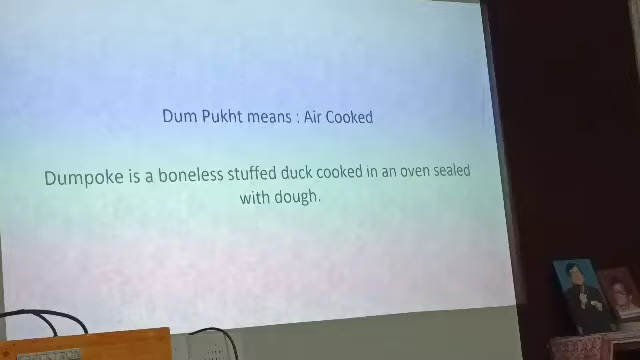 Dum Pukht means : Air Cooked
Dumpoke is a boneless stuffed duck cooked in an oven sealed
with dough.